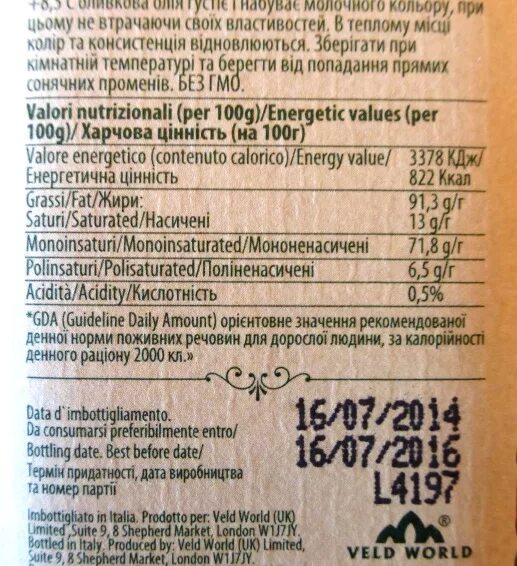 +8,5 С оливкова олія густіє і набуває молочного кольору, при
цьому не втрачаючи своїх властивостей. В теплому місці
колір та консистенція відновлюються. Зберігати при
кімнатній температурі та берегти від попадання прямих
сонячних променів. БЕЗ ГМО.
Valori nutrizionali (per 100g)/Energetic values (per
100g)/ Харчова цінність (на 100г)
Valore energetico (contenuto calorico)/Energy value/ 3378 КДж/
Енергетична цінність 822 Ккал
Grassi/Fat/Жири: 91,3 g/г
Saturi/Saturated/Насичені 13 g/г
Monoinsaturi/Monoinsaturated/Мононенасичені 71,8 g/г
Polinsaturi/Polisaturated/Поліненасичені 6,5 g/г
Acidità/Acidity/Кислотність 0,5%
*GDA (Guideline Daily Amount) орієнтовне значення рекомендованої
денної норми поживних речовин для дорослої людини, за калорійності
денного раціону 2000 кл.»
Data d`imbottigliamento. 16/07/2014
Da consumarsi preferibilmente entro/
Bottling date. Best before date/ 16/07/2016
Термін придатності, дата виробництва
та номер партії L4197
Imbottigliato in Italia. Prodotto per: Veld World (UK)
Limited ,Suite 9, 8 Shepherd Market, London W1J7JY.
Bottled in Italy. Produced by: Veld World (UK) Limited,
Suite 9, 8 Shepherd Market, London W1J7JY.
®
VELD WORLD